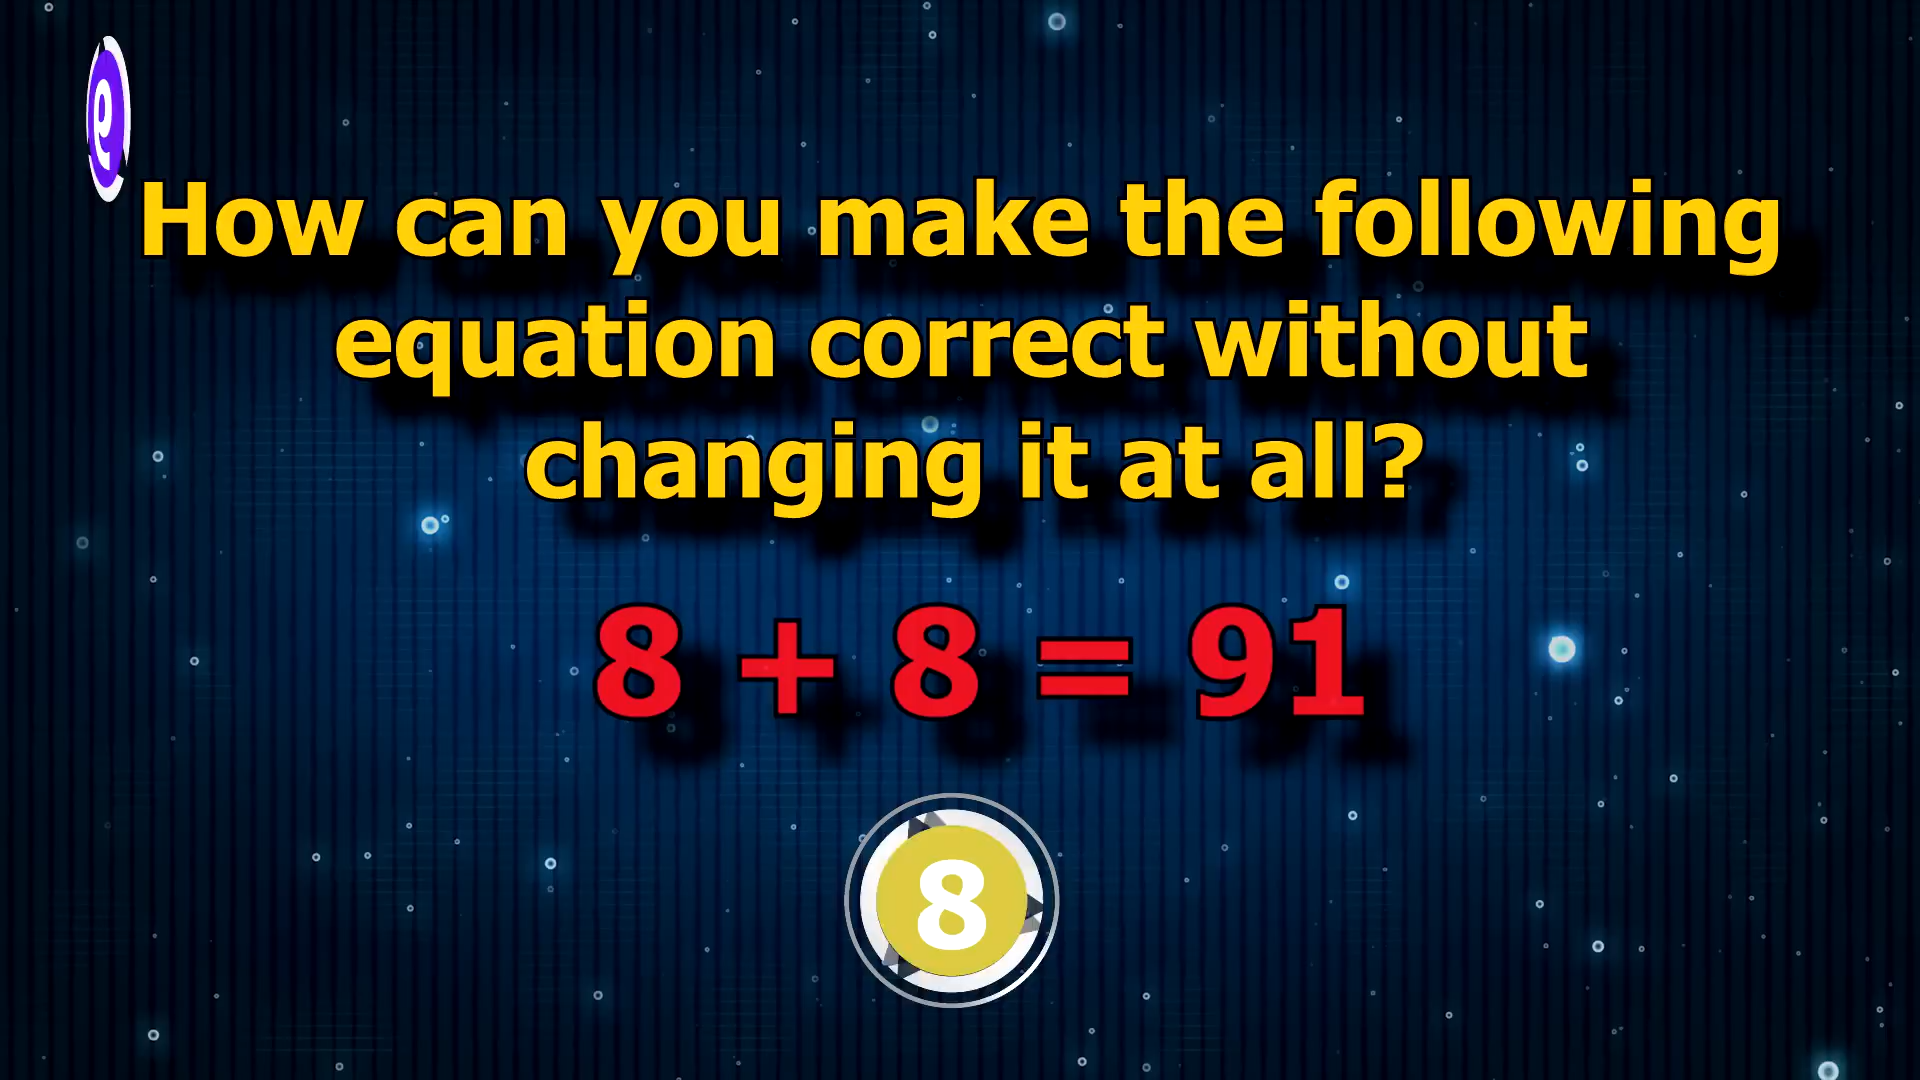 e
How can you make the following
equation correct without
changing it at all?
8 + 8 = 91
8